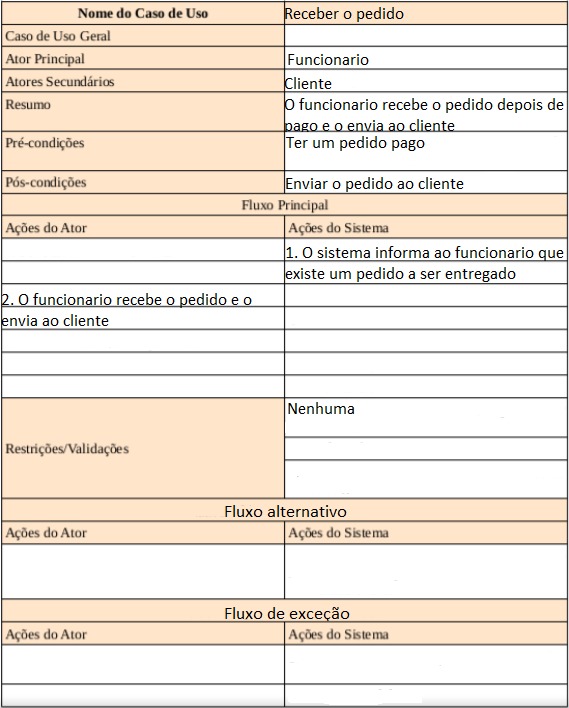 Nome do Caso de Uso Receber o pedido
Caso de Uso Geral
Ator Principal Funcionario
Atores Secundários Cliente
Resumo O funcionario recebe o pedido depois de
pago e o envia ao cliente
Pré-condições Ter um pedido pago
Pós-condições Enviar o pedido ao cliente
Fluxo Principal
Ações do Ator Ações do Sistema
1. O sistema informa ao funcionario que
existe um pedido a ser entregado
2. O funcionario recebe o pedido e o
envia ao cliente
Restrições/Validações Nenhuma
Fluxo alternativo
Ações do Ator Ações do Sistema
Fluxo de exceção
Ações do Ator Ações do Sistema